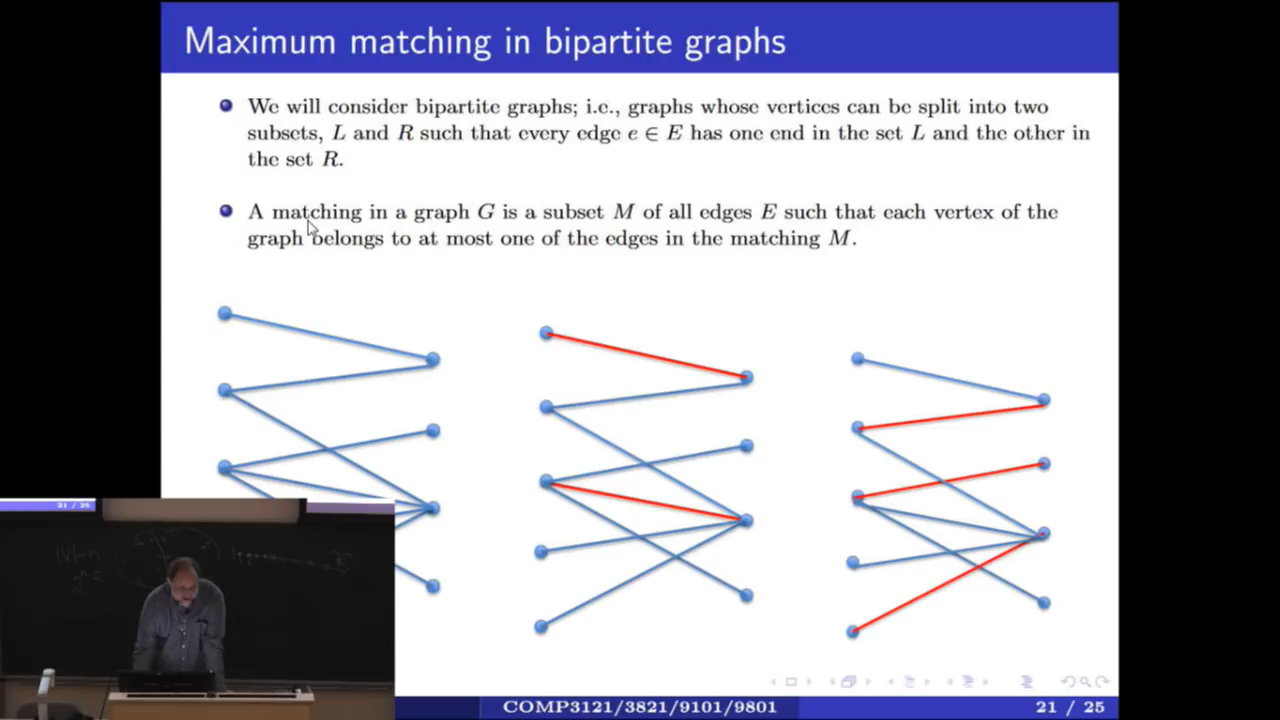 Maximum matching in bipartite graphs
We will consider bipartite graphs; i.e., graphs whose vertices can be split into two
subsets, L and R such that every edge e ∈ E has one end in the set L and the other in
the set R.
A matching in a graph G is a subset M of all edges E such that each vertex of the
graph belongs to at most one of the edges in the matching M.
21 / 25
COMP3121/3821/9101/9801
21 / 25